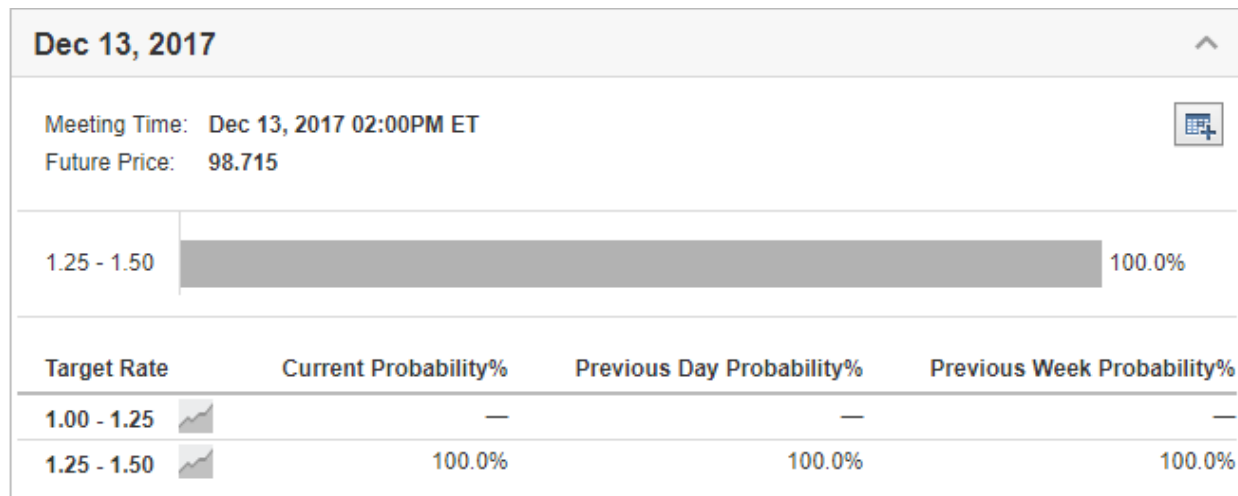 Dec 13, 2017
Meeting Time: Dec 13, 2017 02:00PM ET
Future Price: 98.715
1.25 - 1.50 100.0%
Target Rate Current Probability% Previous Day Probability% Previous Week Probability%
1.00 - 1.25 — — —
1.25 - 1.50 100.0% 100.0% 100.0%